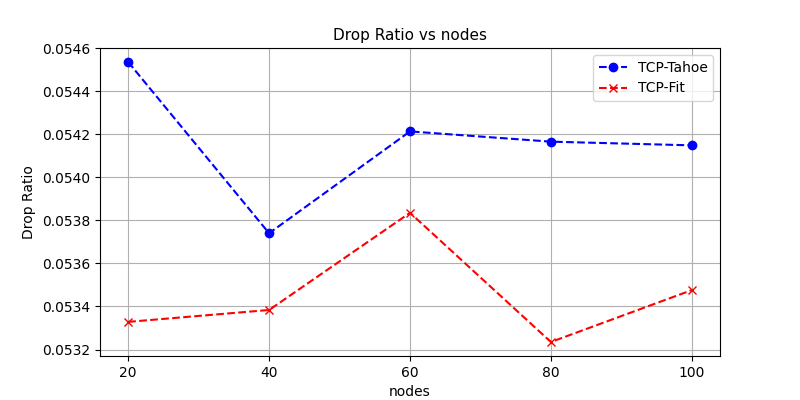 Drop Ratio vs nodes
TCP-Tahoe
TCP-Fit
Drop Ratio
0.0546
0.0544
0.0542
0.0540
0.0538
0.0536
0.0534
0.0532
20 40 60 80 100
nodes